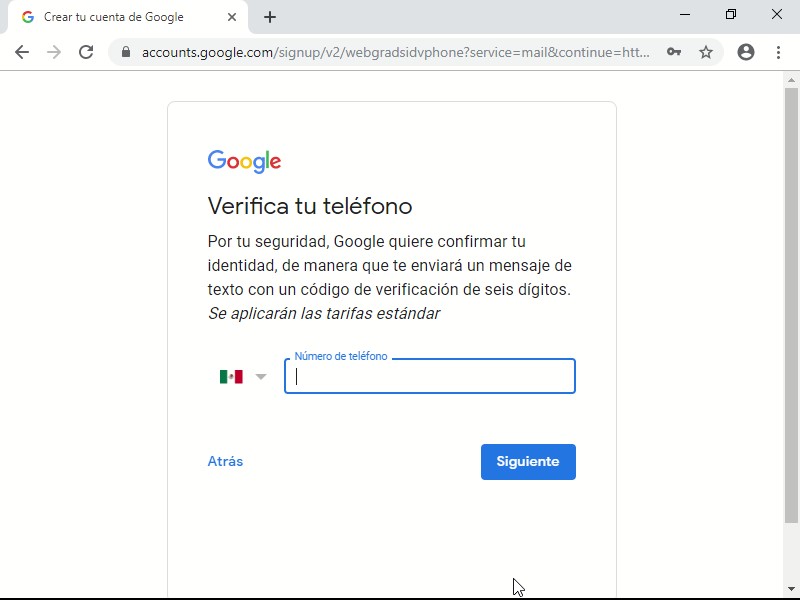 Crear tu cuenta de Google
accounts.google.com/signup/v2/webgradsidvphone?service=mail&continue=htt...
Google
Verifica tu teléfono
Por tu seguridad, Google quiere confirmar tu
identidad, de manera que te enviará un mensaje de
texto con un código de verificación de seis dígitos.
Se aplicarán las tarifas estándar
Número de teléfono
Atrás
Siguiente